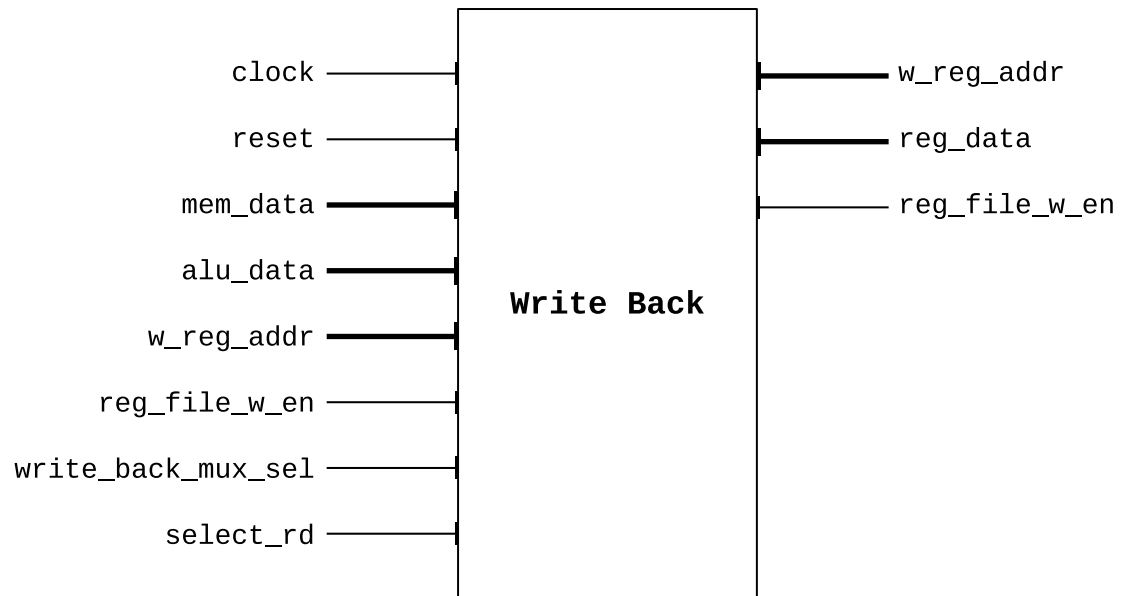 clock
reset
mem_data
alu_data
w_reg_addr
reg_file_w_en
write_back_mux_sel
select_rd
Write Back
w_reg_addr
reg_data
reg_file_w_en